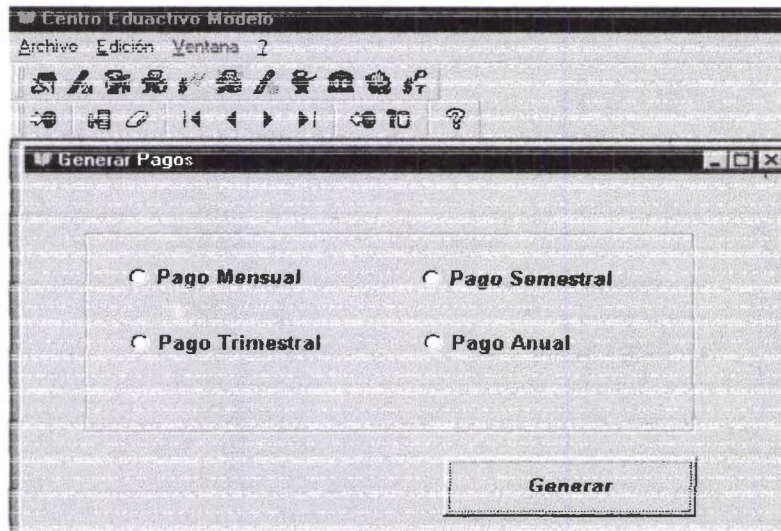 Centro Eduactivo Modelo
Archivo Edición Ventana ?
Generar Pagos
Pago Mensual
Pago Semestral
Pago Trimestral
Pago Anual
Generar